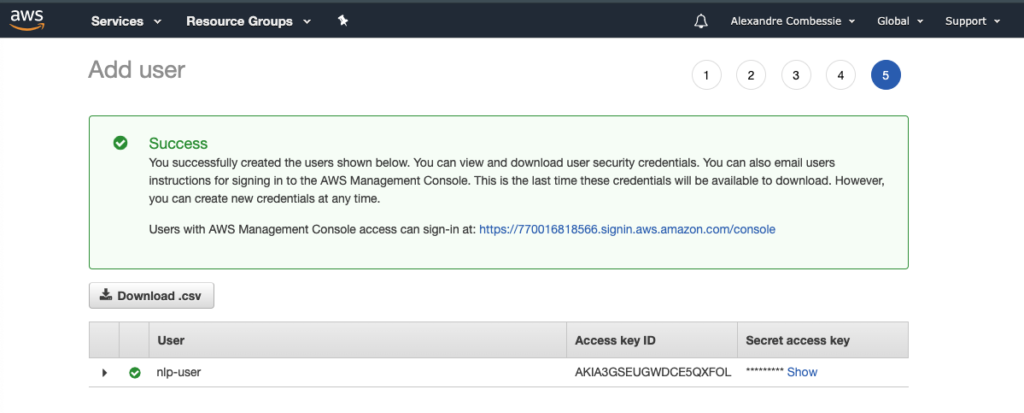 aws Services Resource Groups Alexandre Combessie Global Support
Add user 1 2 3 4 5
Success
You successfully created the users shown below. You can view and download user security credentials. You can also email users
instructions for signing in to the AWS Management Console. This is the last time these credentials will be available to download. However,
you can create new credentials at any time.
Users with AWS Management Console access can sign-in at: https://770016818566.signin.aws.amazon.com/console
Download .csv
User Access key ID Secret access key
nlp-user AKIA3GSEUGWDCE5QXFOL ********* Show